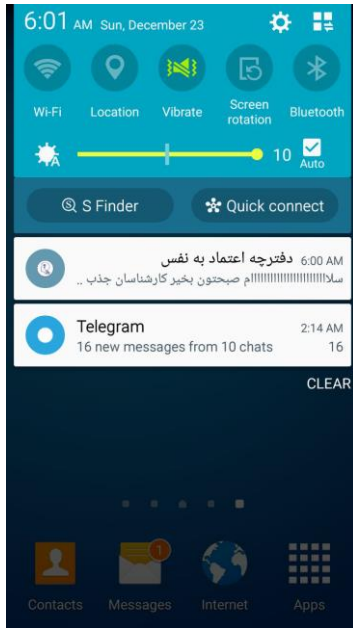 6:01 AM Sun, December 23
Wi-Fi Location Vibrate Screen rotation Bluetooth
A 10 Auto
S Finder Quick connect
دفترچه اعتماد به نفس 6:00 AM
سلااااااااااااااااااااااام صبحتون بخیر کارشناسان جذب ..
Telegram 2:14 AM
16 new messages from 10 chats 16
CLEAR
1
Contacts Messages Internet Apps